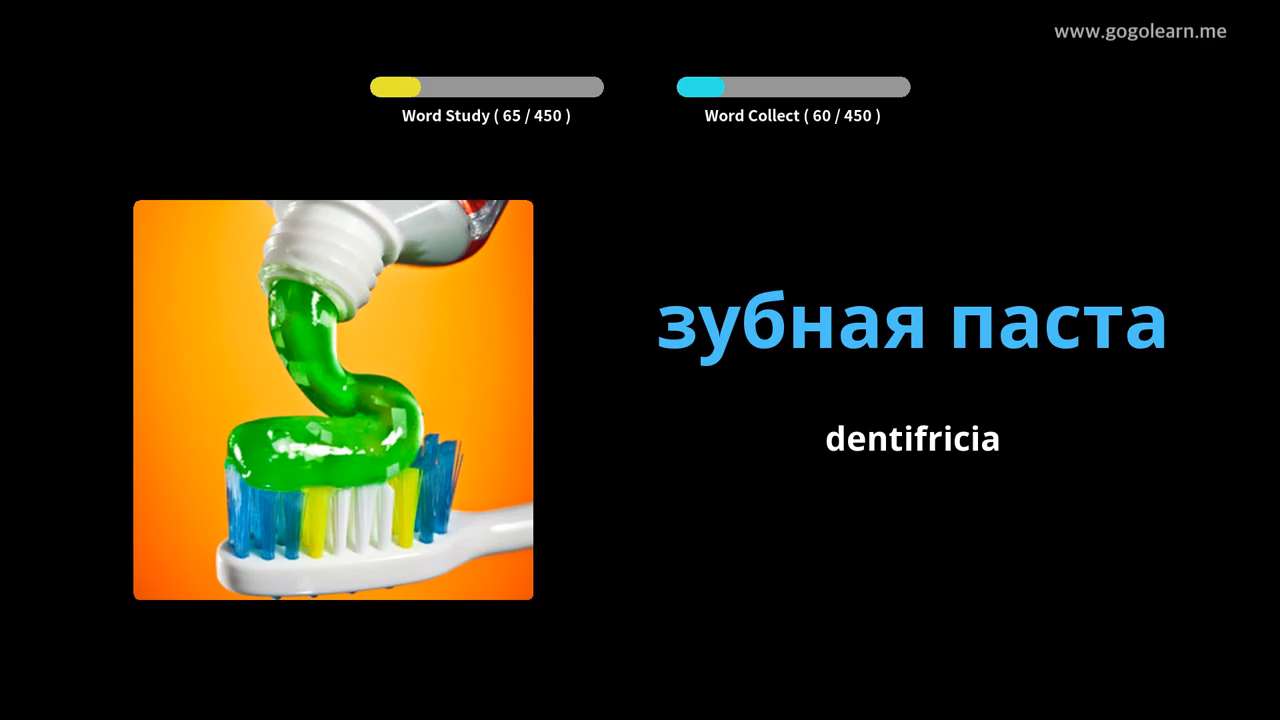 www.gogolearn.me
Word Study ( 65 / 450 )
Word Collect ( 60 / 450 )
зубная паста
dentifricia